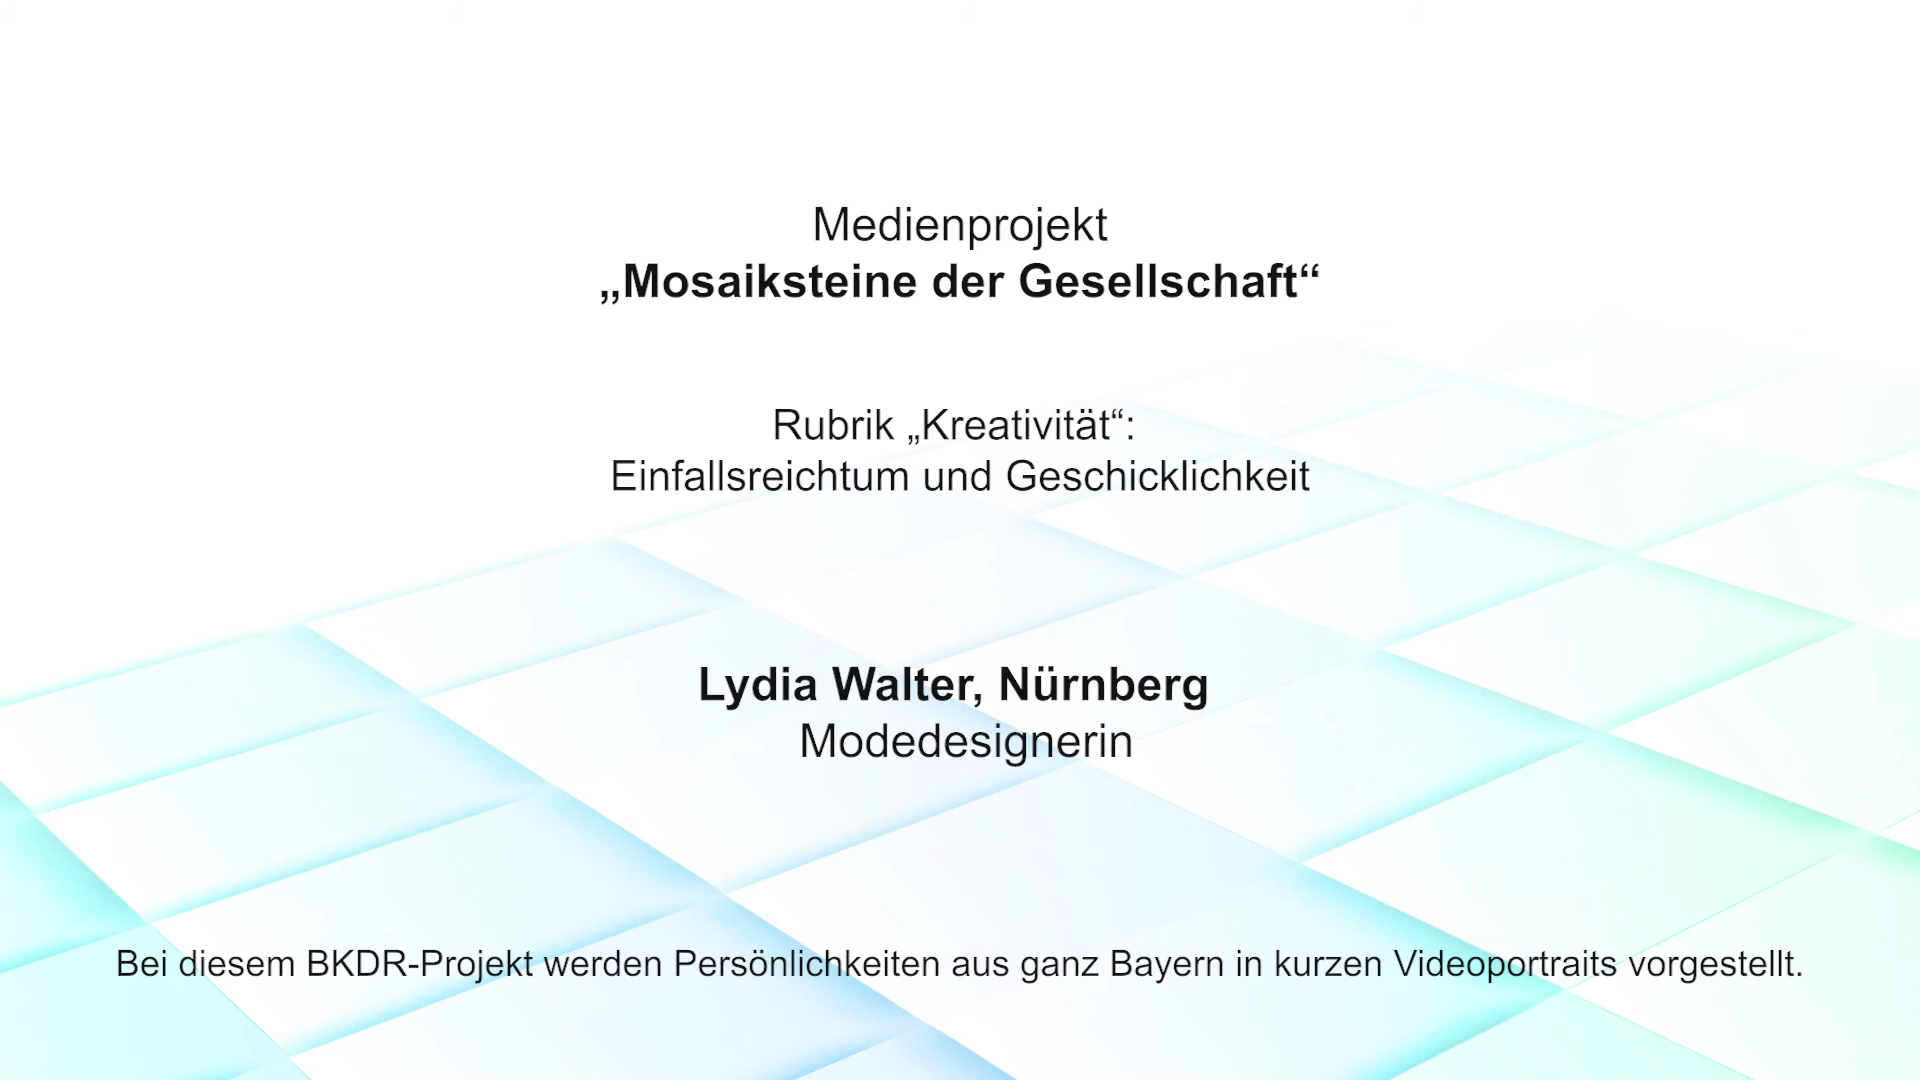 Medienprojekt
„Mosaiksteine der Gesellschaft“
Rubrik „Kreativität“:
Einfallsreichtum und Geschicklichkeit
Lydia Walter, Nürnberg
Modedesignerin
Bei diesem BKDR-Projekt werden Persönlichkeiten aus ganz Bayern in kurzen Videoportraits vorgestellt.